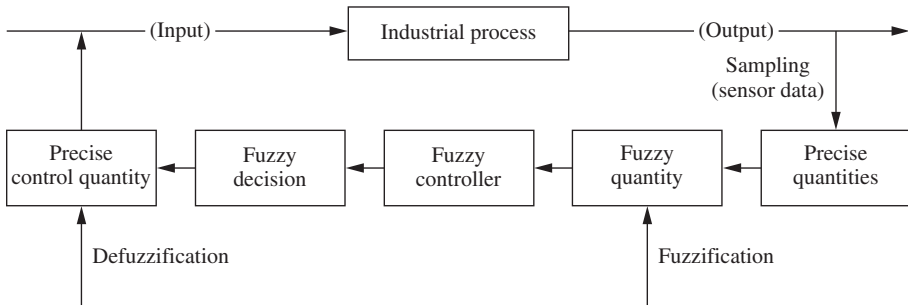 (Input)
Industrial process
(Output)
Sampling
(sensor data)
Precise
control quantity
Fuzzy
decision
Fuzzy
controller
Fuzzy
quantity
Precise
quantities
Defuzzification
Fuzzification